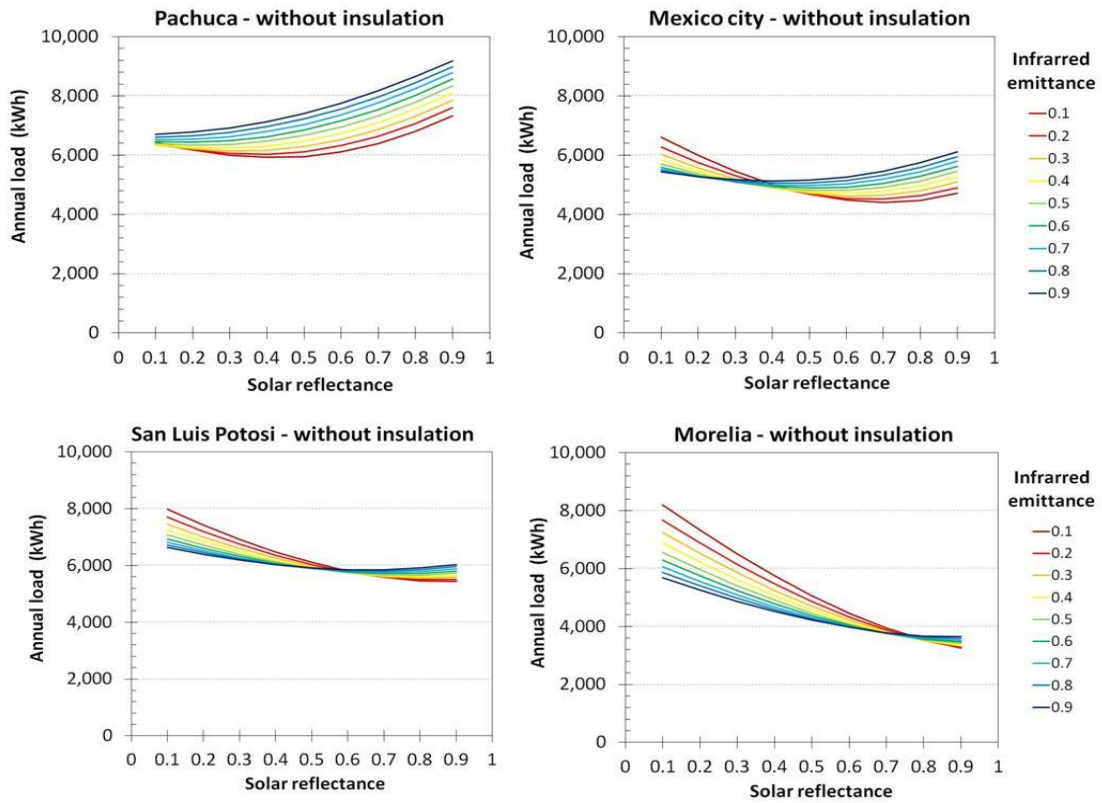 Pachuca - without insulation
10,000
8,000
6,000
4,000
2,000
0
Annual load (kWh)
0 0.1 0.2 0.3 0.4 0.5 0.6 0.7 0.8 0.9 1
Solar reflectance
Mexico city - without insulation
10,000
8,000
6,000
4,000
2,000
0
Annual load (kWh)
0 0.1 0.2 0.3 0.4 0.5 0.6 0.7 0.8 0.9 1
Solar reflectance
Infrarred
emittance
0.1
0.2
0.3
0.4
0.5
0.6
0.7
0.8
0.9
San Luis Potosi - without insulation
10,000
8,000
6,000
4,000
2,000
0
Annual load (kWh)
0 0.1 0.2 0.3 0.4 0.5 0.6 0.7 0.8 0.9 1
Solar reflectance
Morelia - without insulation
10,000
8,000
6,000
4,000
2,000
0
Annual load (kWh)
0 0.1 0.2 0.3 0.4 0.5 0.6 0.7 0.8 0.9 1
Solar reflectance
Infrarred
emittance
0.1
0.2
0.3
0.4
0.5
0.6
0.7
0.8
0.9